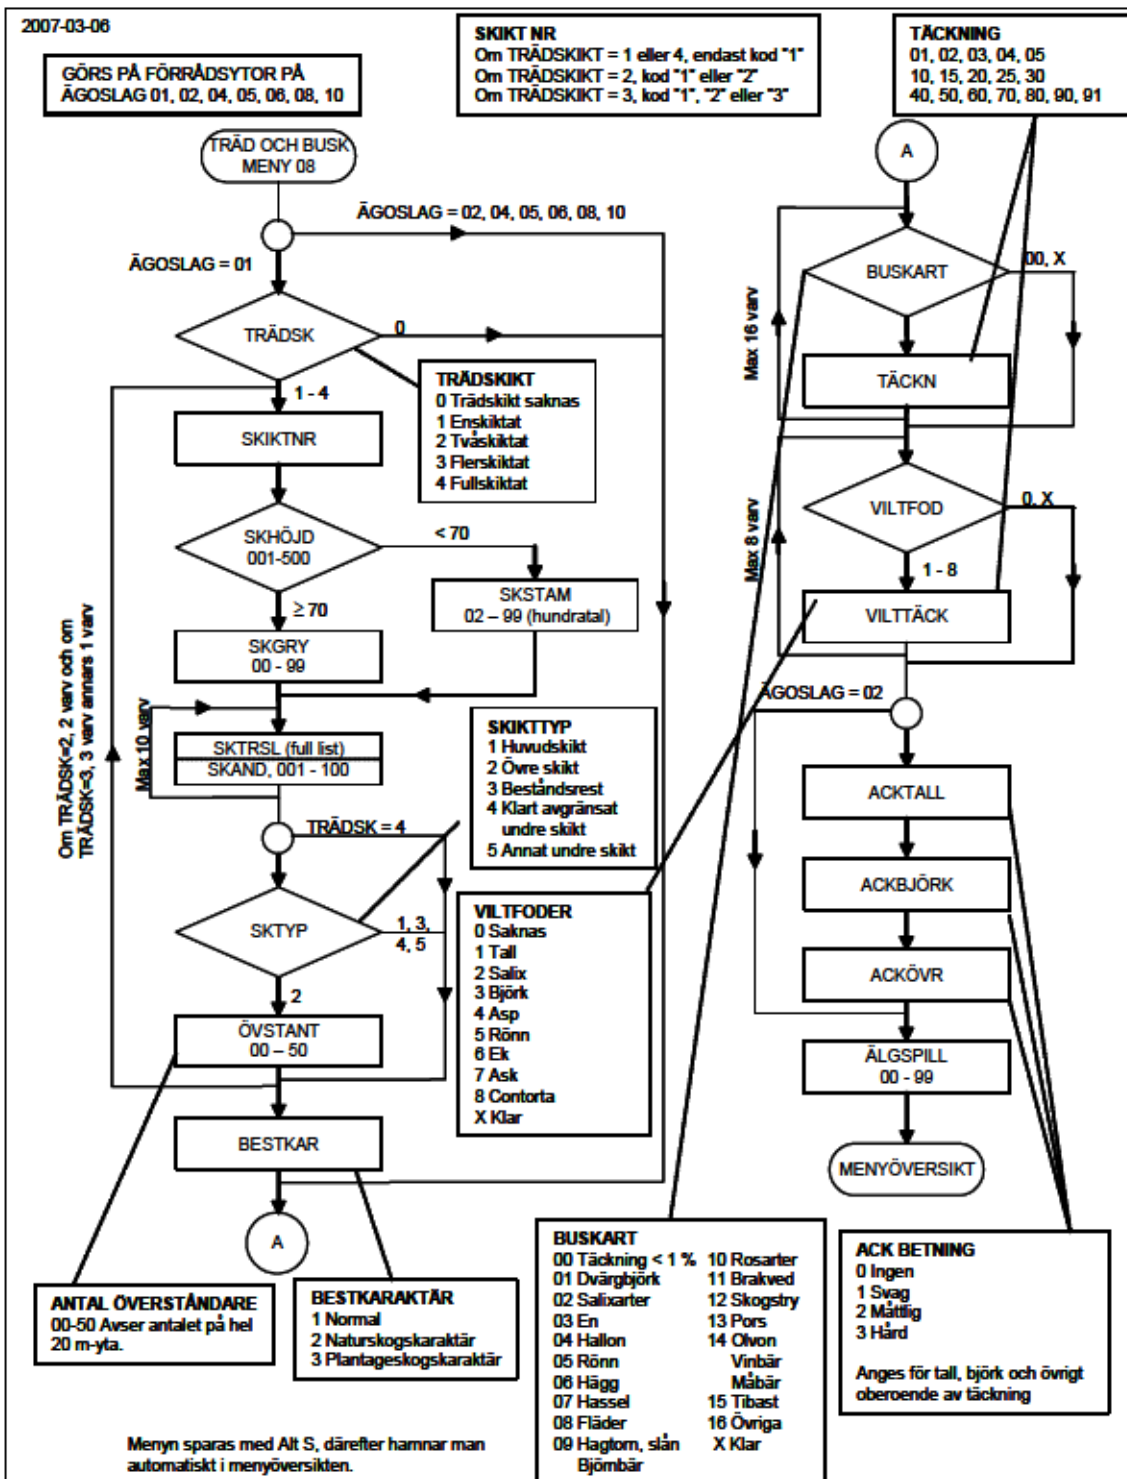 2007-03-06
GÖRS PÅ FÖRRÅDSYTOR PÅ
ÄGOSLAG 01, 02, 04, 05, 06, 08, 10
SKIKT NR
Om TRÄDSKIKT = 1 eller 4, endast kod "1"
Om TRÄDSKIKT = 2, kod "1" eller "2"
Om TRÄDSKIKT = 3, kod "1", "2" eller "3"
TÄCKNING
01, 02, 03, 04, 05
10, 15, 20, 25, 30
40, 50, 60, 70, 80, 90, 91
TRÄD OCH BUSK
MENY 08
ÄGOSLAG = 02, 04, 05, 06, 08, 10
ÄGOSLAG = 01
TRÄDSK
0
1 - 4
TRÄDSKIKT
0 Trädskikt saknas
1 Enskiktat
2 Tvåskiktat
3 Flerskiktat
4 Fullskiktat
SKIKTNR
SKHÖJD
001-500
< 70
≥ 70
SKSTAM
02 – 99 (hundratal)
SKGRY
00 - 99
Om TRÄDSK=2, 2 varv och om
TRÄDSK=3, 3 varv annars 1 varv
Max 10 varv
SKTRSL (full list)
SKAND, 001 - 100
TRÄDSK = 4
SKIKTTYP
1 Huvudskikt
2 Övre skikt
3 Beståndsrest
4 Klart avgränsat
undre skikt
5 Annat undre skikt
SKTYP
1, 3,
4, 5
2
ÖVSTANT
00 – 50
BESTKAR
A
VILTFODER
0 Saknas
1 Tall
2 Salix
3 Björk
4 Asp
5 Rönn
6 Ek
7 Ask
8 Contorta
X Klar
A
BUSKART
00, X
Max 16 varv
TÄCKN
VILTFOD
0, X
Max 8 varv
1 - 8
VILTTÄCK
ÄGOSLAG = 02
ACKTALL
ACKBJÖRK
ACKÖVR
ÄLGSPILL
00 - 99
MENYÖVERSIKT
ANTAL ÖVERSTÅNDARE
00-50 Avser antalet på hel
20 m-yta.
BESTKARAKTÄR
1 Normal
2 Naturskogskaraktär
3 Plantageskogskaraktär
BUSKART
00 Täckning < 1 % 10 Rosarter
01 Dvärgbjörk 11 Brakved
02 Salixarter 12 Skogstry
03 En 13 Pors
04 Hallon 14 Olvon
05 Rönn Vinbär
06 Hägg Måbär
07 Hassel 15 Tibast
08 Fläder 16 Övriga
09 Hagtorn, slån X Klar
Björnbär
ACK BETNING
0 Ingen
1 Svag
2 Måttlig
3 Hård
Anges för tall, björk och övrigt
oberoende av täckning
Menyn sparas med Alt S, därefter hamnar man
automatiskt i menyöversikten.